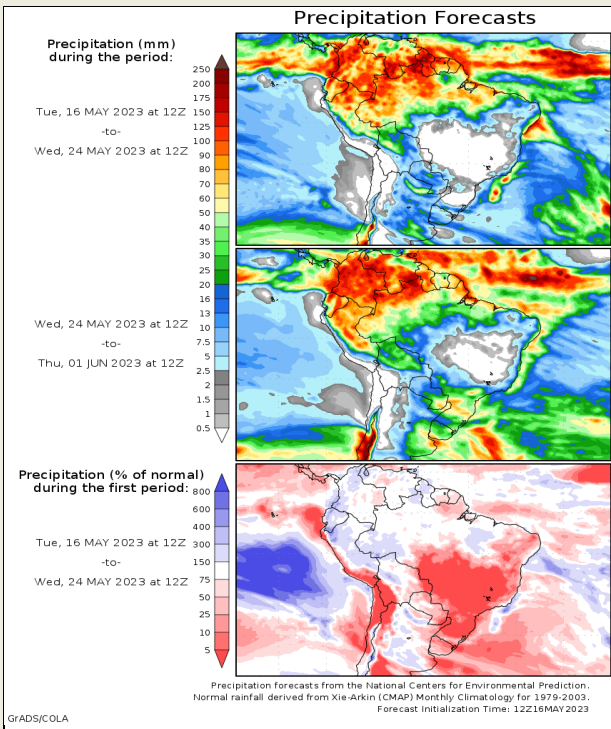 Precipitation Forecasts
Precipitation (mm)
during the period:
Tue, 16 MAY 2023 at 12Z
-to-
Wed, 24 MAY 2023 at 12Z
250
200
175
150
125
100
90
80
70
60
50
40
35
30
25
20
16
13
10
7.5
5
2.5
2
1.5
1
0.5
Wed, 24 MAY 2023 at 12Z
-to-
Thu, 01 JUN 2023 at 12Z
Precipitation (% of normal)
during the first period:
Tue, 16 MAY 2023 at 12Z
-to-
Wed, 24 MAY 2023 at 12Z
800
600
400
300
150
75
50
25
10
5
Precipitation forecasts from the National Centers for Environmental Prediction.
Normal rainfall derived from Xie-Arkin (CMAP) Monthly Climatology for 1979-2003.
Forecast Initialization Time: 12Z16MAY2023
GrADS/COLA